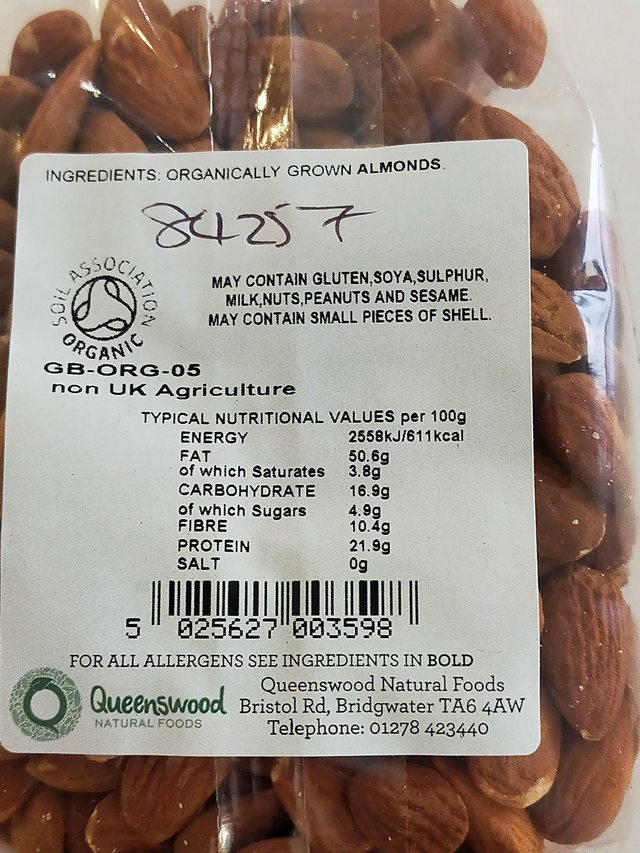 INGREDIENTS: ORGANICALLY GROWN ALMONDS.
84257
SOIL ASSOCIATION
ORGANIC
MAY CONTAIN GLUTEN,SOYA,SULPHUR,
MILK,NUTS,PEANUTS AND SESAME.
MAY CONTAIN SMALL PIECES OF SHELL.
GB-ORG-05
non UK Agriculture
TYPICAL NUTRITIONAL VALUES per 100g
ENERGY 2558kJ/611kcal
FAT 50.6g
of which Saturates 3.8g
CARBOHYDRATE 16.9g
of which Sugars 4.9g
FIBRE 10.4g
PROTEIN 21.9g
SALT 0g
5 025627 003598
FOR ALL ALLERGENS SEE INGREDIENTS IN BOLD
Queenswood
NATURAL FOODS
Queenswood Natural Foods
Bristol Rd, Bridgwater TA6 4AW
Telephone: 01278 423440